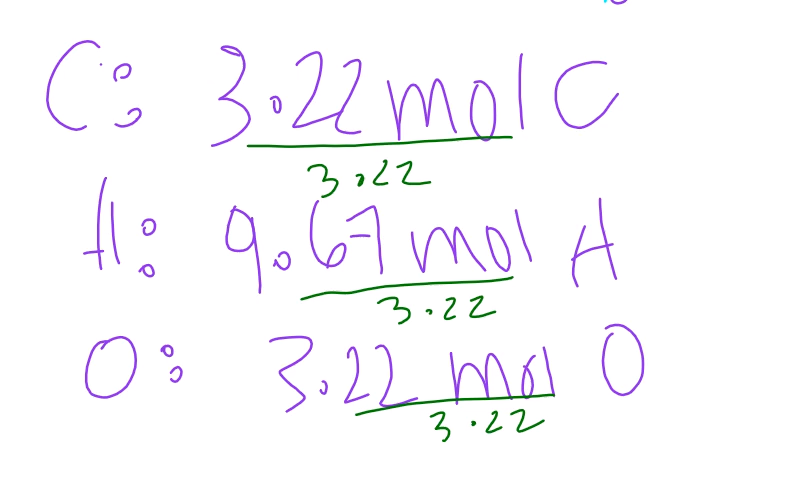 C: 3.22 mol C
3.22
H: 9.67 mol H
3.22
O: 3.22 mol O
3.22